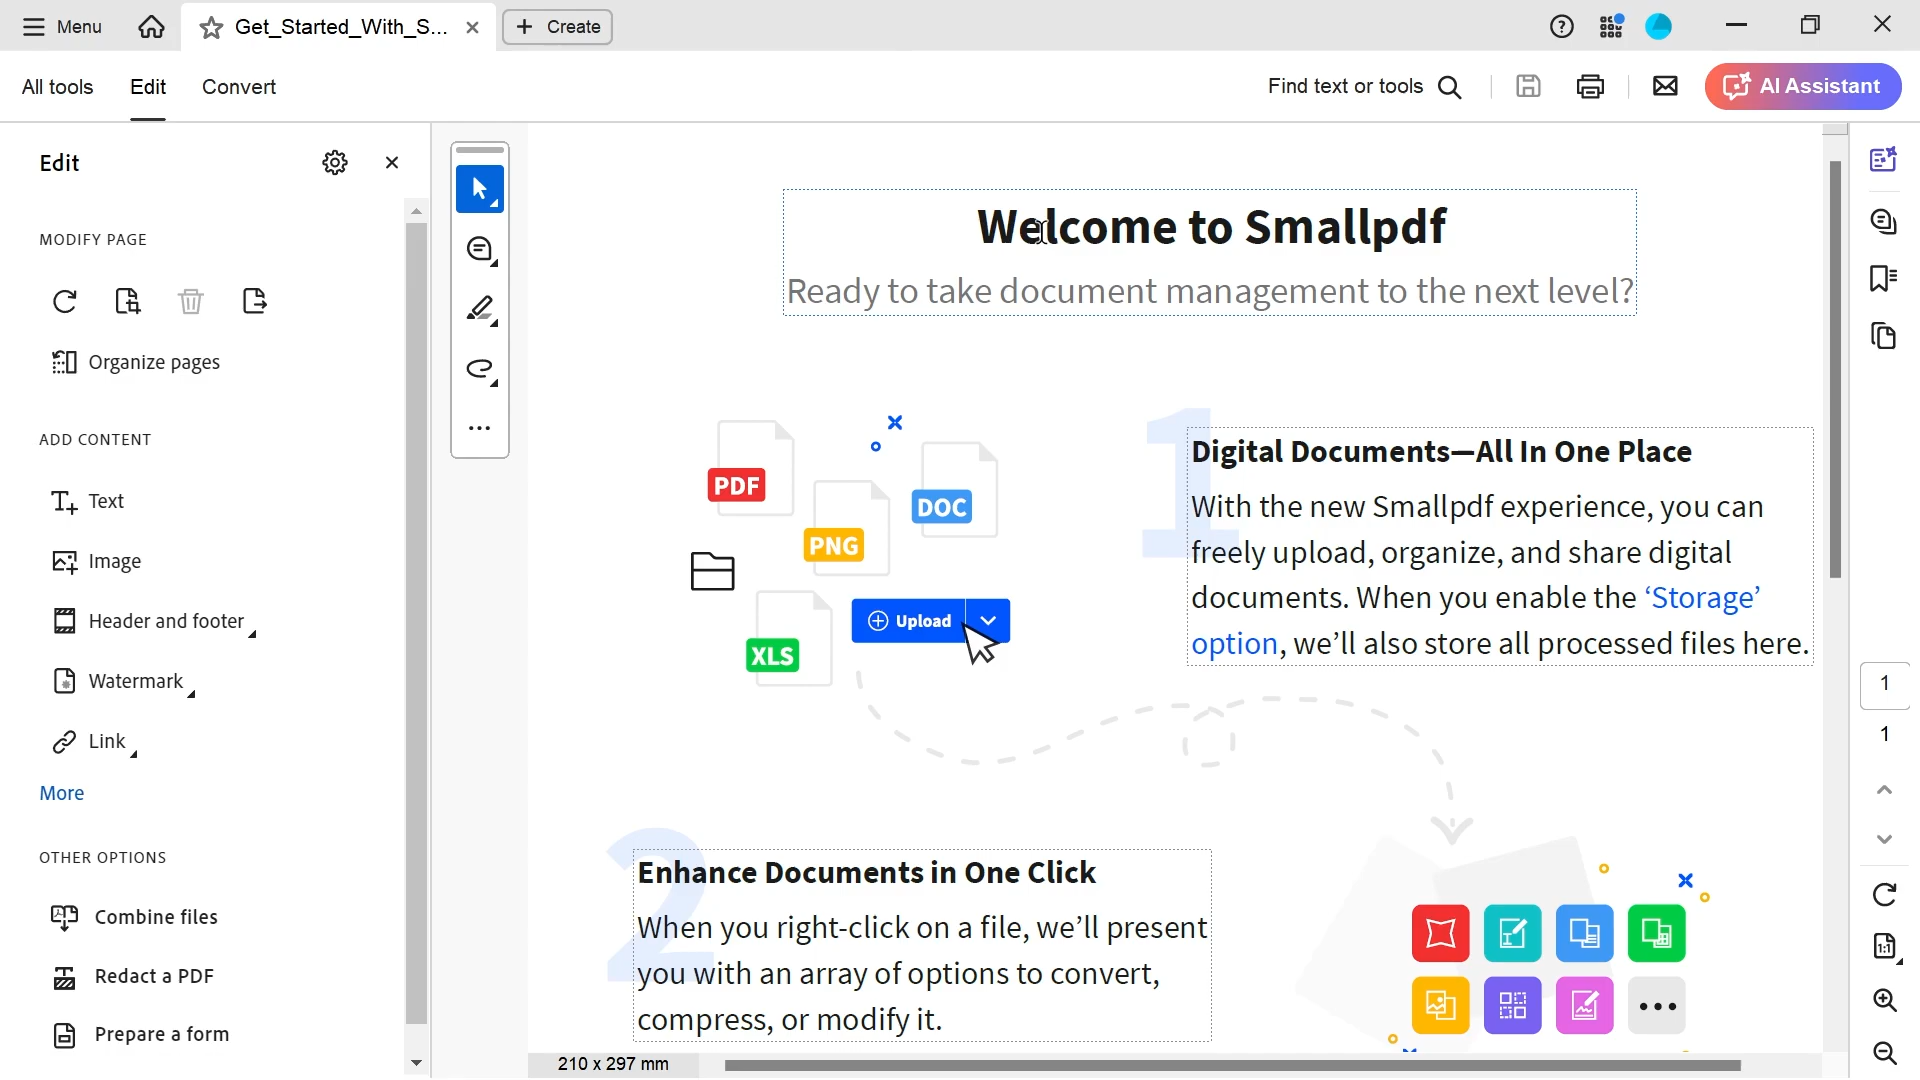 Menu
Get_Started_With_S...
Create
All tools
Edit
Convert
Find text or tools
AI Assistant
Edit
MODIFY PAGE
Organize pages
ADD CONTENT
Text
Image
Header and footer
Watermark
Link
More
OTHER OPTIONS
Combine files
Redact a PDF
Prepare a form
Welcome to Smallpdf
Ready to take document management to the next level?
PDF
DOC
PNG
XLS
Upload
1
Digital Documents—All In One Place
With the new Smallpdf experience, you can
freely upload, organize, and share digital
documents. When you enable the ‘Storage’
option, we’ll also store all processed files here.
2
Enhance Documents in One Click
When you right-click on a file, we’ll present
you with an array of options to convert,
compress, or modify it.
210 x 297 mm
1
1
1:1